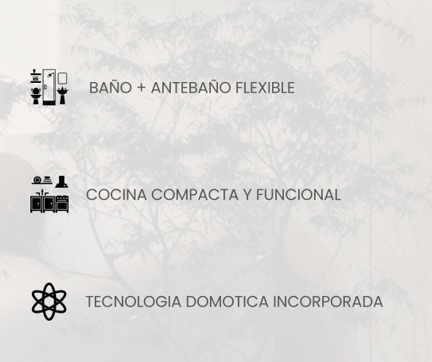 BAÑO + ANTEBAÑO FLEXIBLE
COCINA COMPACTA Y FUNCIONAL
TECNOLOGIA DOMOTICA INCORPORADA